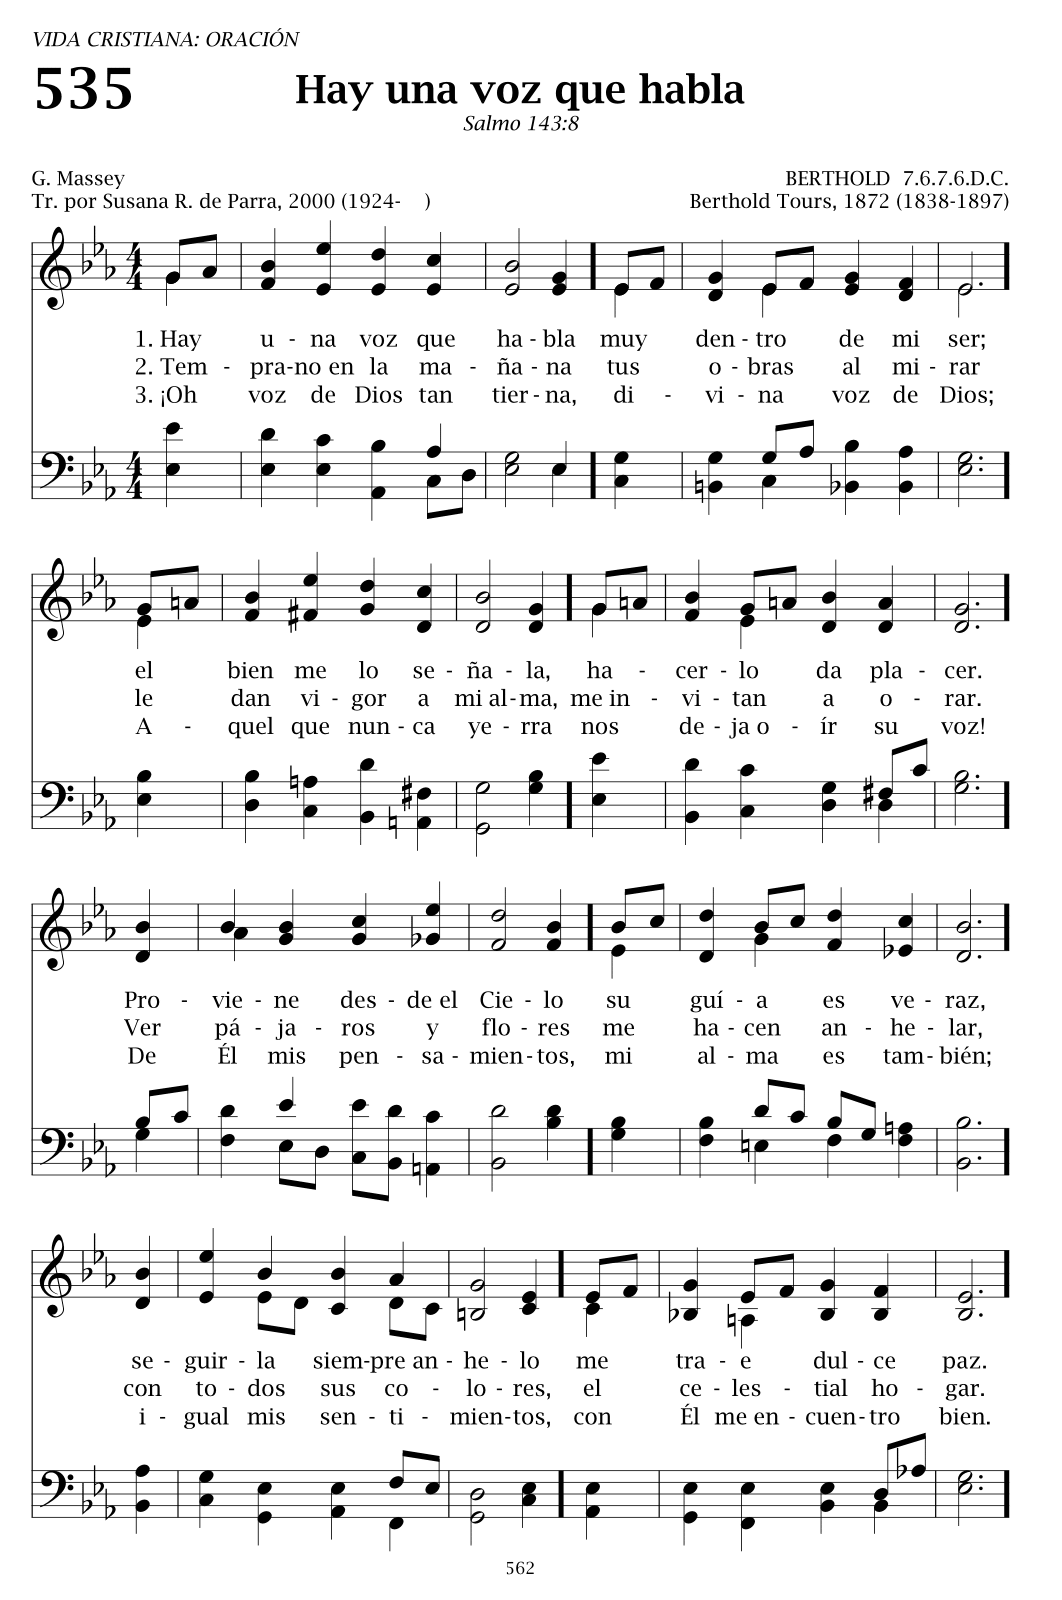 VIDA CRISTIANA: ORACIÓN
535
Hay una voz que habla
Salmo 143:8
G. Massey
BERTHOLD 7.6.7.6.D.C.
Tr. por Susana R. de Parra, 2000 (1924- )
Berthold Tours, 1872 (1838-1897)
1. Hay u - na voz que ha - bla muy den - tro de mi ser;
2. Tem - pra-no en la ma - ña - na tus o - bras al mi - rar
3. ¡Oh voz de Dios tan tier - na, di - vi - na voz de Dios;
el bien me lo se - ña - la, ha - cer - lo da pla - cer.
le dan vi - gor a mi al-ma, me in - vi - tan a o - rar.
A - quel que nun - ca ye - rra nos de - ja o - ír su voz!
Pro - vie - ne des - de el Cie - lo su guí - a es ve - raz,
Ver pá - ja - ros y flo - res me ha - cen an - he - lar,
De Él mis pen - sa - mien-tos, mi al - ma es tam-bién;
se - guir - la siem-pre an - he - lo me tra - e dul - ce paz.
con to - dos sus co - lo - res, el ce - les - tial ho - gar.
i - gual mis sen - ti - mien-tos, con Él me en - cuen-tro bien.
562